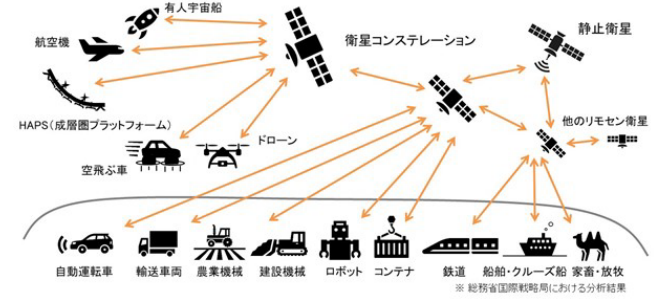 有人宇宙船
航空機
衛星コンステレーション
静止衛星
HAPS(成層圏プラットフォーム)
他のリモセン衛星
ドローン
空飛ぶ車
自動運転車
輸送車両
農業機械
建設機械
ロボット
コンテナ
鉄道
船舶・クルーズ船
家畜・放牧
※ 総務省国際戦略局における分析結果